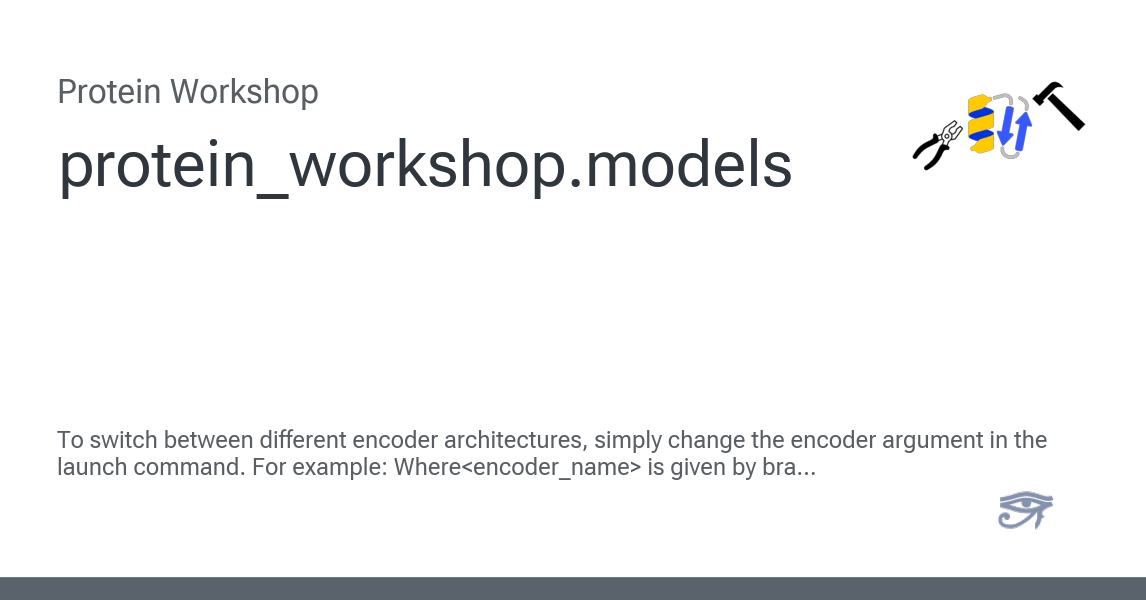 Protein Workshop
protein_workshop.models
To switch between different encoder architectures, simply change the encoder argument in the
launch command. For example: Where<encoder_name> is given by bra...